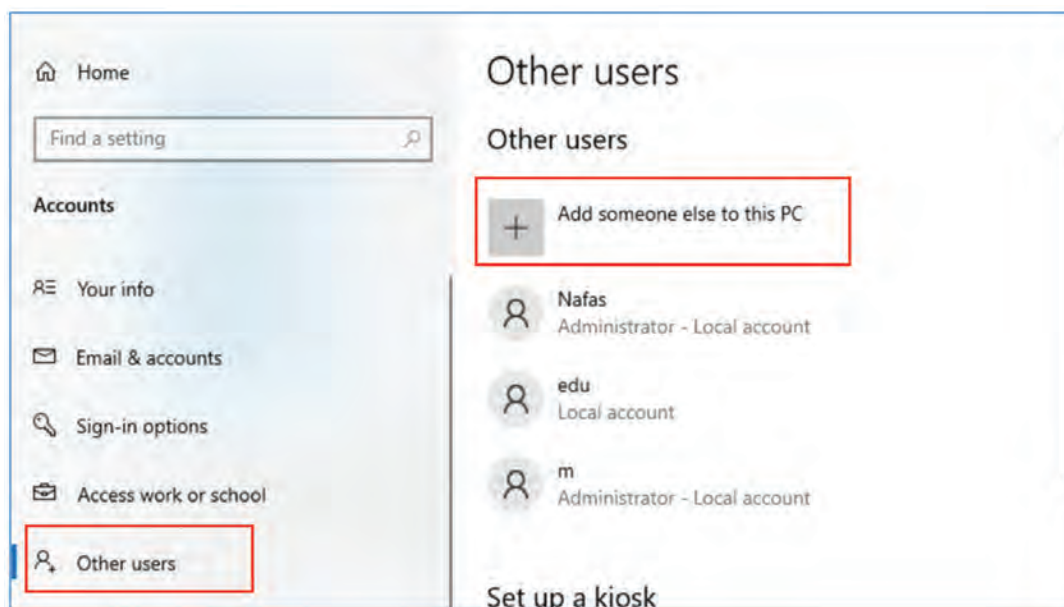 Home
Find a setting
Accounts
Your info
Email & accounts
Sign-in options
Access work or school
Other users
Other users
Other users
Add someone else to this PC
Nafas
Administrator - Local account
edu
Local account
m
Administrator - Local account
Set up a kiosk